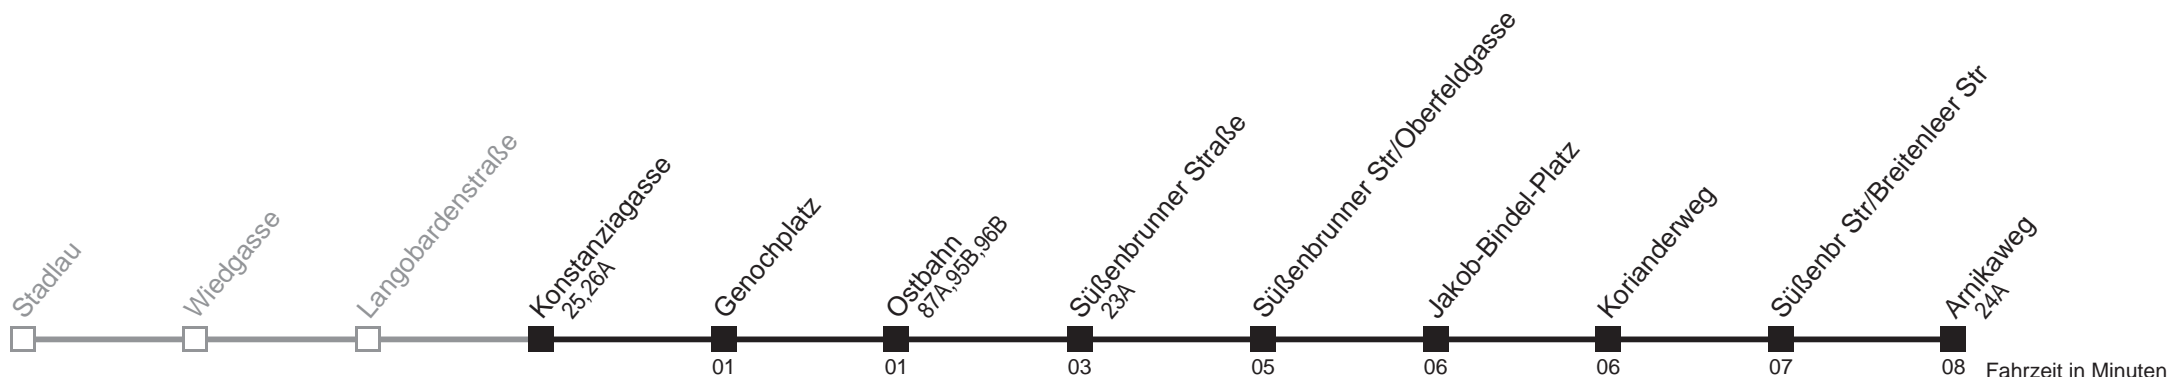 Stadlau
Wiedgasse
Langobardenstraße
Konstanziagasse
25,26A
Genochplatz
Ostbahn
87A,95B,96B
Süßenbrunner Straße
23A
Süßenbrunner Str/Oberfeldgasse
Jakob-Bindel-Platz
Korianderweg
Süßenbr Str/Breitenleer Str
Arnikaweg
24A
01
01
03
05
06
06
07
08
Fahrzeit in Minuten